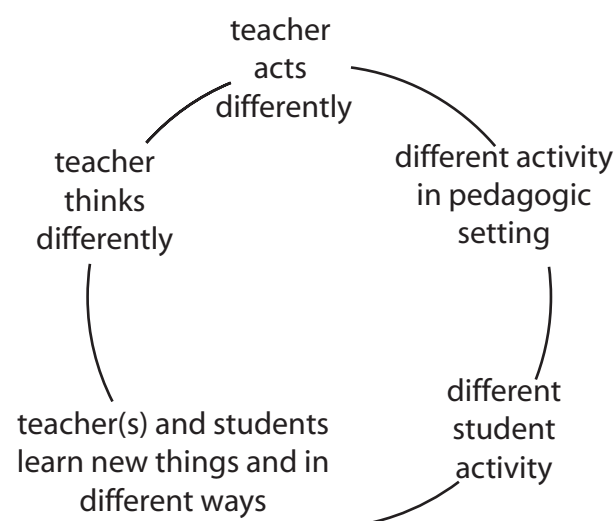 teacher
acts
differently
different activity
in pedagogic
setting
different
student
activity
teacher(s) and students
learn new things and in
different ways
teacher
thinks
differently